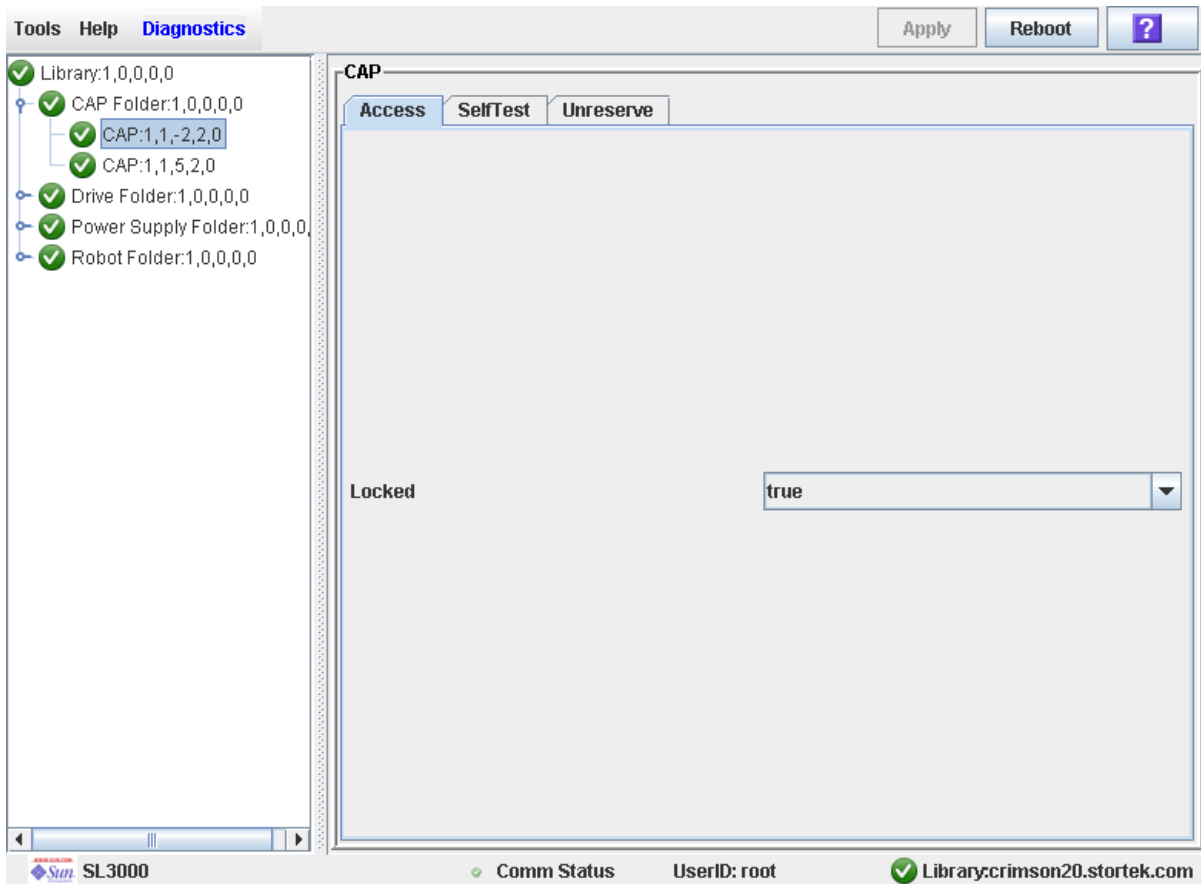 Tools Help Diagnostics Apply Reboot ?
Library:1,0,0,0,0
CAP Folder:1,0,0,0,0
CAP:1,1,-2,2,0
CAP:1,1,5,2,0
Drive Folder:1,0,0,0,0
Power Supply Folder:1,0,0,0,
Robot Folder:1,0,0,0,0
CAP
Access SelfTest Unreserve
Locked true
Sun SL3000 Comm Status UserID: root Library:crimson20.stortek.com